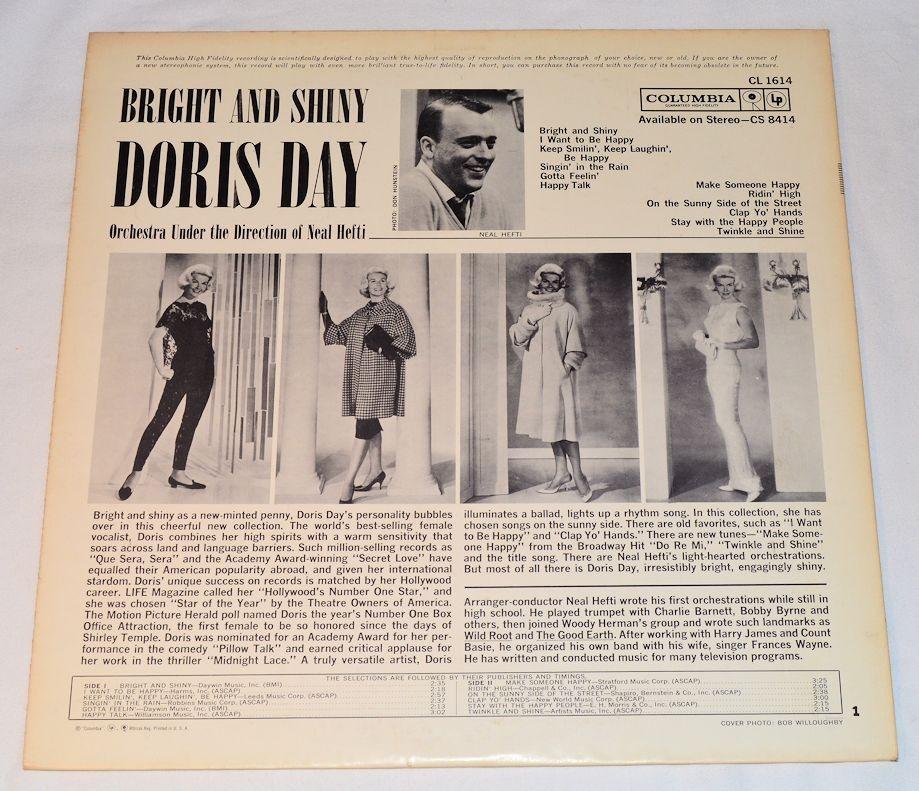 This Columbia High Fidelity recording is scientifically designed to play with the highest quality of reproduction on the phonograph of your choice, new or old. If you are the owner of
a new stereophonic system, this record will play with even more brilliant true-to-life fidelity. In short, you can purchase this record with no fear of its becoming obsolete in the future.
CL 1614
COLUMBIA
GUARANTEED HIGH FIDELITY
Lp
Available on Stereo—CS 8414
BRIGHT AND SHINY
DORIS DAY
Orchestra Under the Direction of Neal Hefti
PHOTO: DON HUNSTEIN
NEAL HEFTI
Bright and Shiny
I Want to Be Happy
Keep Smilin', Keep Laughin',
Be Happy
Singin' in the Rain
Gotta Feelin'
Happy Talk
Make Someone Happy
Ridin' High
On the Sunny Side of the Street
Clap Yo' Hands
Stay with the Happy People
Twinkle and Shine
Bright and shiny as a new-minted penny, Doris Day's personality bubbles
over in this cheerful new collection. The world's best-selling female
vocalist, Doris combines her high spirits with a warm sensitivity that
soars across land and language barriers. Such million-selling records as
"Que Sera, Sera" and the Academy Award-winning "Secret Love" have
equalled their American popularity abroad, and given her international
stardom. Doris' unique success on records is matched by her Hollywood
career. LIFE Magazine called her "Hollywood's Number One Star," and
she was chosen "Star of the Year" by the Theatre Owners of America.
The Motion Picture Herald poll named Doris the year's Number One Box
Office Attraction, the first female to be so honored since the days of
Shirley Temple. Doris was nominated for an Academy Award for her per-
formance in the comedy "Pillow Talk" and earned critical applause for
her work in the thriller "Midnight Lace." A truly versatile artist, Doris
illuminates a ballad, lights up a rhythm song. In this collection, she has
chosen songs on the sunny side. There are old favorites, such as "I Want
to Be Happy" and "Clap Yo' Hands." There are new tunes—"Make Some-
one Happy" from the Broadway Hit "Do Re Mi," "Twinkle and Shine"
and the title song. There are Neal Hefti's light-hearted orchestrations.
But most of all there is Doris Day, irresistibly bright, engagingly shiny.
Arranger-conductor Neal Hefti wrote his first orchestrations while still in
high school. He played trumpet with Charlie Barnett, Bobby Byrne and
others, then joined Woody Herman's group and wrote such landmarks as
Wild Root and The Good Earth. After working with Harry James and Count
Basie, he organized his own band with his wife, singer Frances Wayne.
He has written and conducted music for many television programs.
THE SELECTIONS ARE FOLLOWED BY THEIR PUBLISHERS AND TIMINGS.
SIDE I BRIGHT AND SHINY—Daywin Music, Inc. (BMI) 2:35
I WANT TO BE HAPPY—Harms, Inc. (ASCAP) 2:18
KEEP SMILIN', KEEP LAUGHIN', BE HAPPY—Leeds Music Corp. (ASCAP) 2:57
SINGIN' IN THE RAIN—Robbins Music Corp. (ASCAP) 2:37
GOTTA FEELIN'—Daywin Music, Inc. (BMI) 2:13
HAPPY TALK—Williamson Music, Inc. (ASCAP) 3:02
SIDE II MAKE SOMEONE HAPPY—Stratford Music Corp. (ASCAP) 3:25
RIDIN' HIGH—Chappell & Co., Inc. (ASCAP) 2:05
ON THE SUNNY SIDE OF THE STREET—Shapiro, Bernstein & Co., Inc. (ASCAP) 2:38
CLAP YO' HANDS—New World Music Corp. (ASCAP) 3:00
STAY WITH THE HAPPY PEOPLE—E. H. Morris & Co., Inc. (ASCAP) 2:15
TWINKLE AND SHINE—Artists Music, Inc. (ASCAP) 2:15
1
COVER PHOTO: BOB WILLOUGHBY
"Columbia", Marcas Reg. Printed in U. S. A.